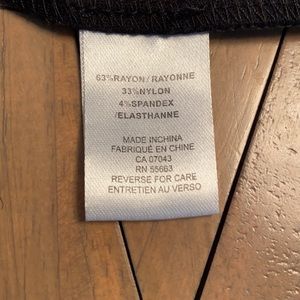 63%RAYON/RAYONNE
33%NYLON
4%SPANDEX
/ELASTHANNE
MADE INCHINA
FABRIQUÉ EN CHINE
CA 07043
RN 55663
REVERSE FOR CARE
ENTRETIEN AU VERSO